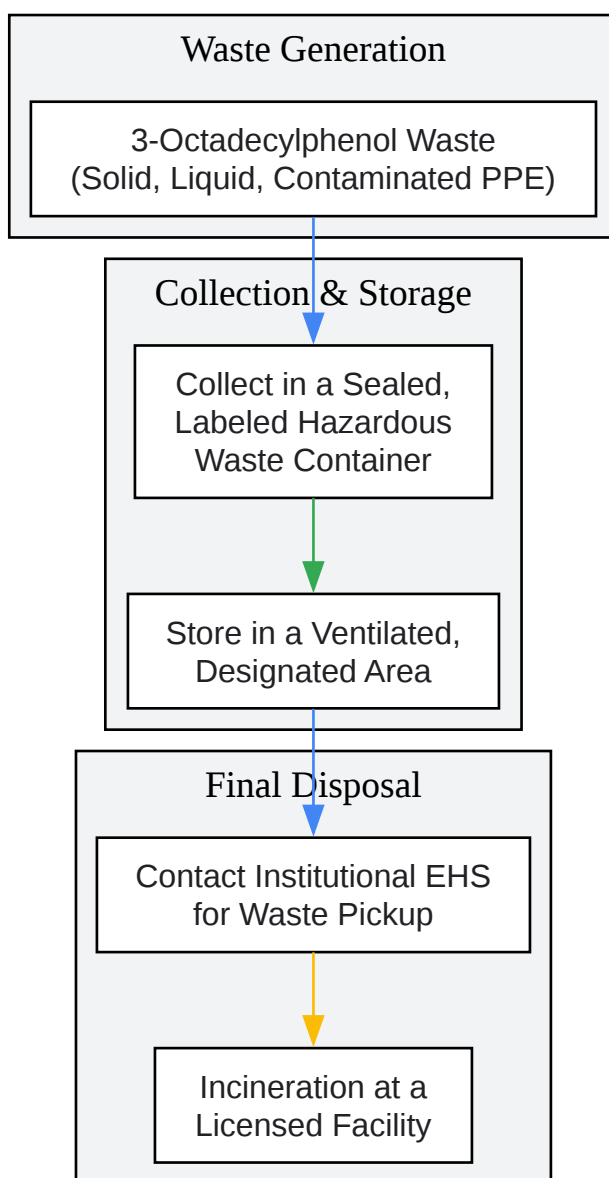 Waste Generation
3-Octadecylphenol Waste
(Solid, Liquid, Contaminated PPE)
Collection & Storage
Collect in a Sealed,
Labeled Hazardous
Waste Container
Store in a Ventilated,
Designated Area
Final Disposal
Contact Institutional EHS
for Waste Pickup
Incineration at a
Licensed Facility